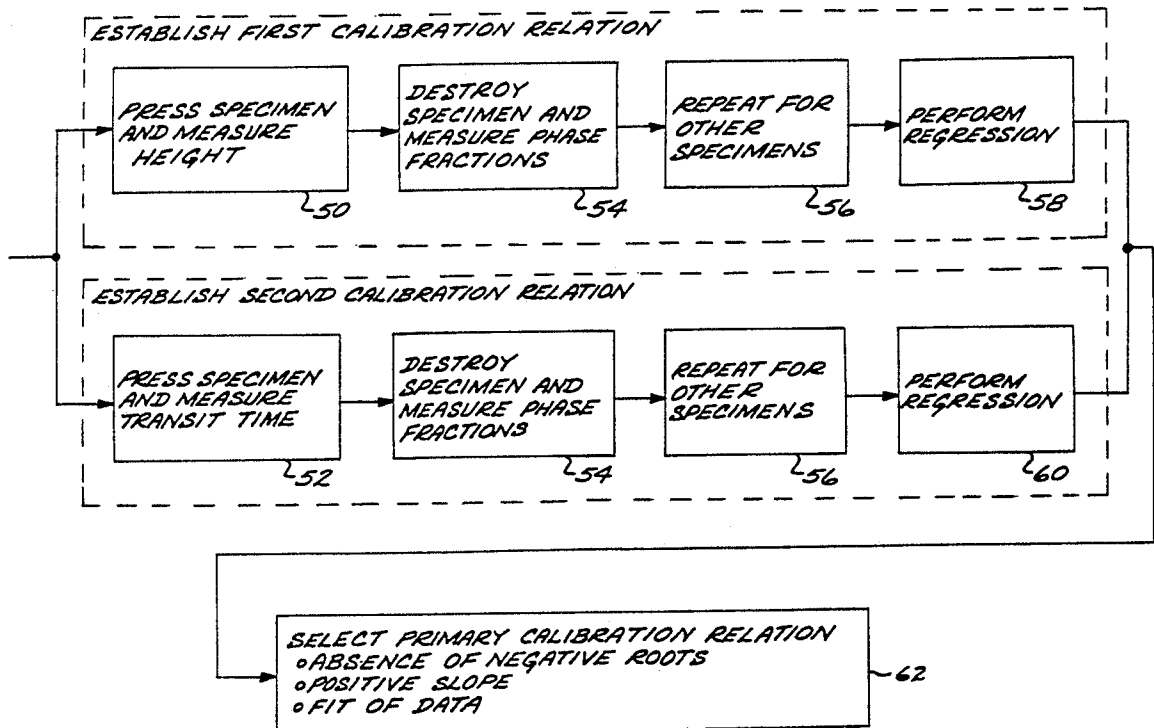 ESTABLISH FIRST CALIBRATION RELATION
PRESS SPECIMEN
AND MEASURE
HEIGHT
50
DESTROY
SPECIMEN AND
MEASURE PHASE
FRACTIONS
54
REPEAT FOR
OTHER
SPECIMENS
56
PERFORM
REGRESSION
58
ESTABLISH SECOND CALIBRATION RELATION
PRESS SPECIMEN
AND MEASURE
TRANSIT TIME
52
DESTROY
SPECIMEN AND
MEASURE PHASE
FRACTIONS
54
REPEAT FOR
OTHER
SPECIMENS
56
PERFORM
REGRESSION
60
SELECT PRIMARY CALIBRATION RELATION
o ABSENCE OF NEGATIVE ROOTS
o POSITIVE SLOPE
o FIT OF DATA
62